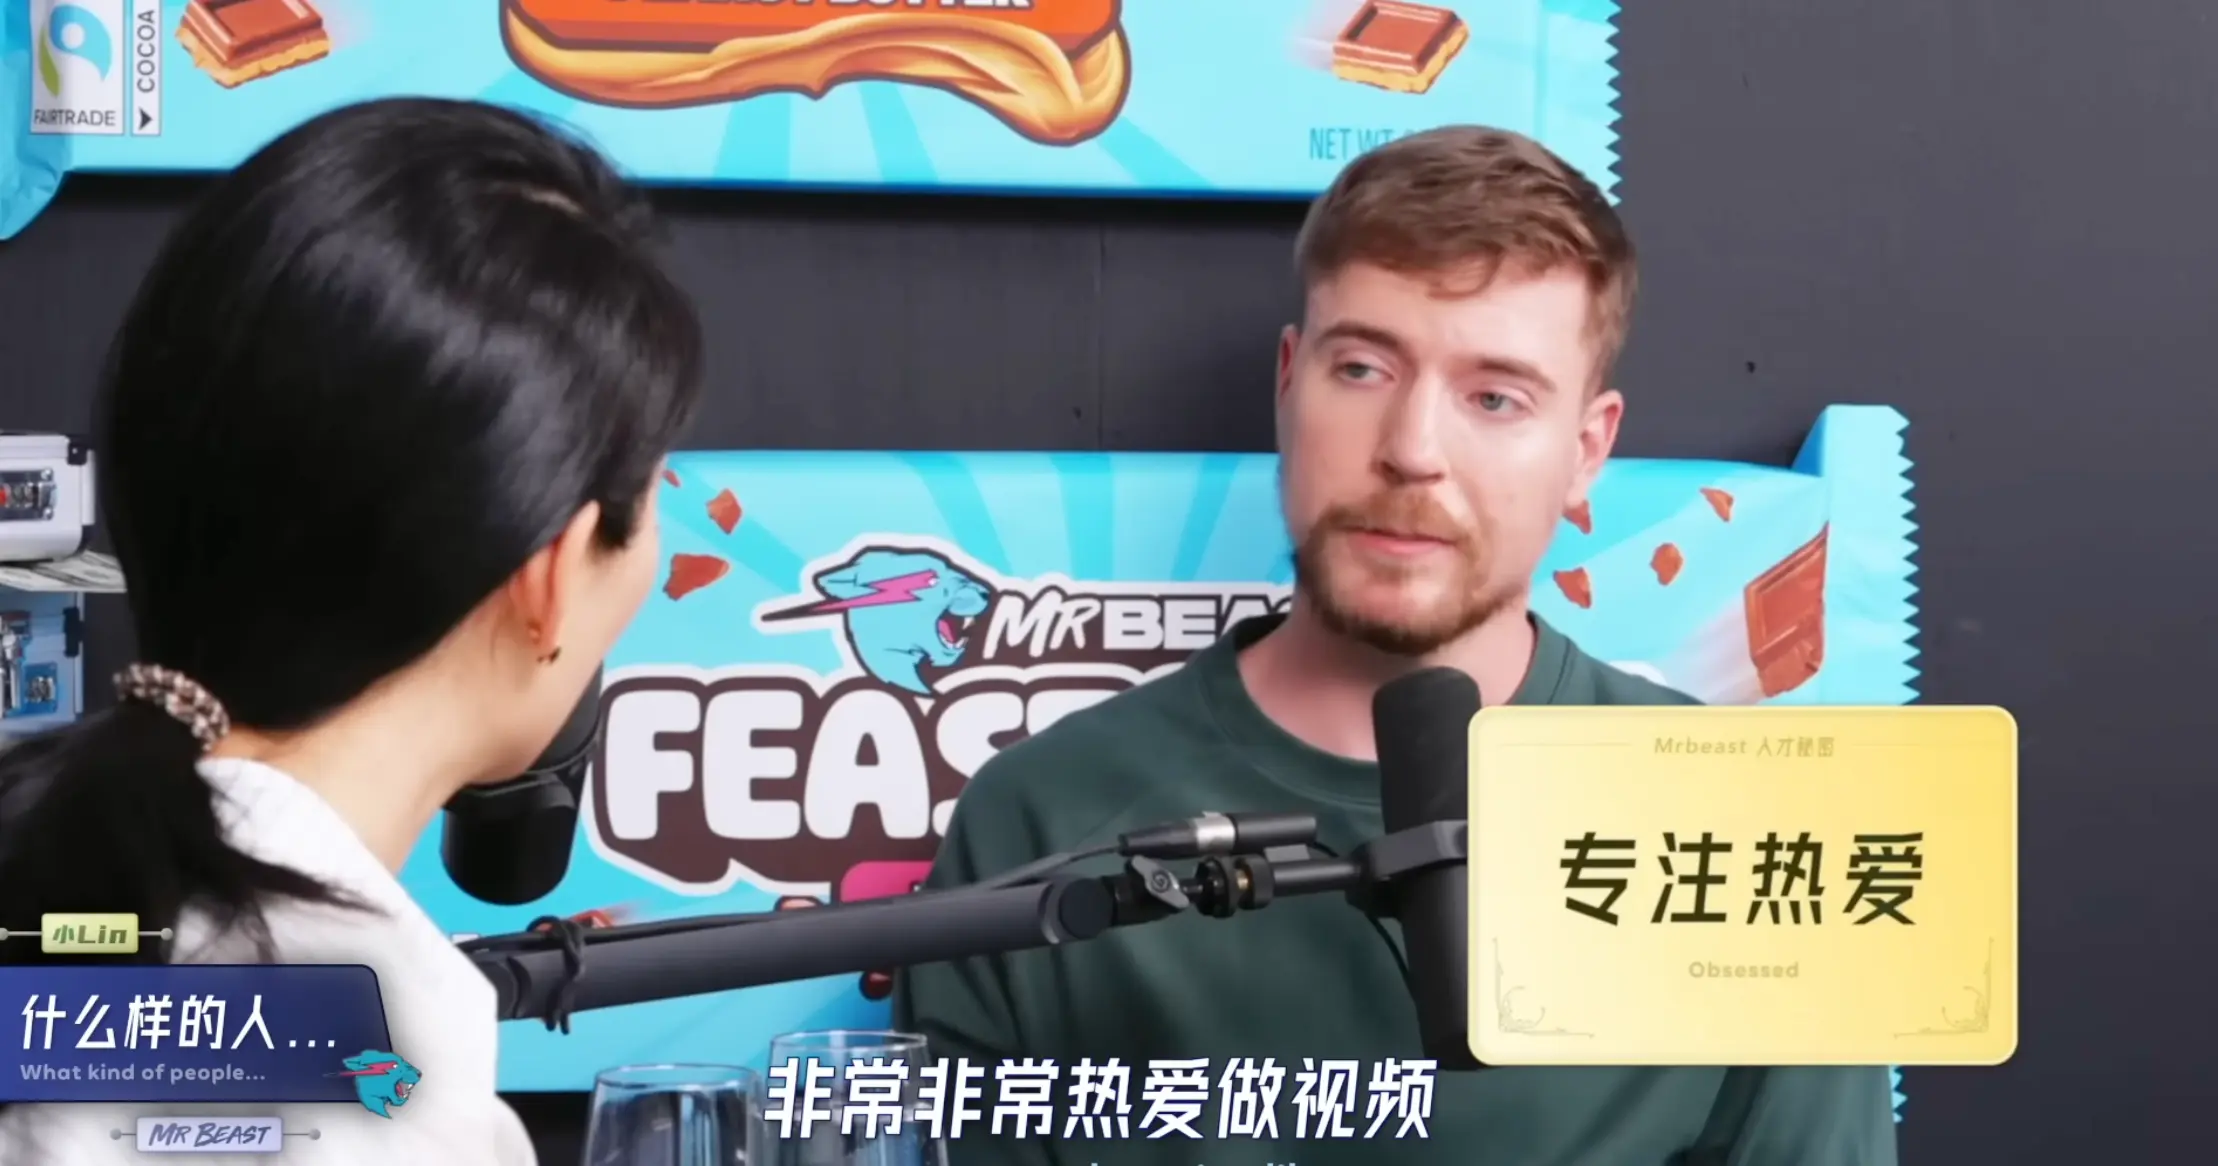 FAIRTRADE
COCOA
NET WT
MR BEA
FEAS
Mrbeast 人才秘密
专注热爱
Obsessed
小Lin
什么样的人...
What kind of people...
MR BEAST
非常非常热爱做视频